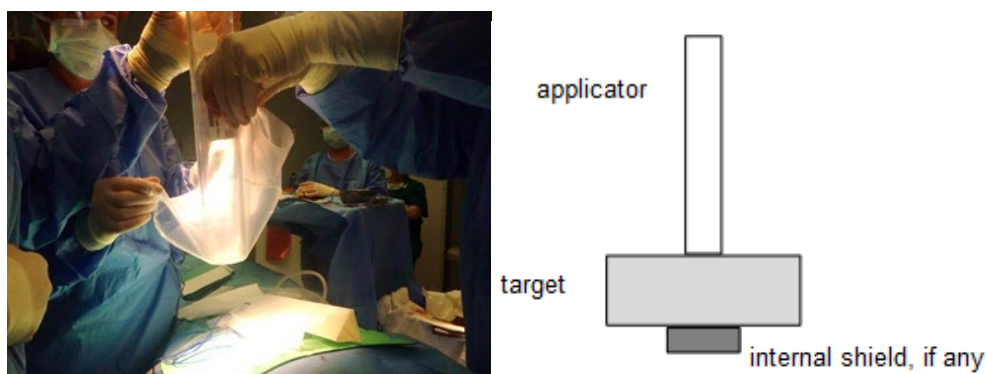 applicator
target
internal shield, if any